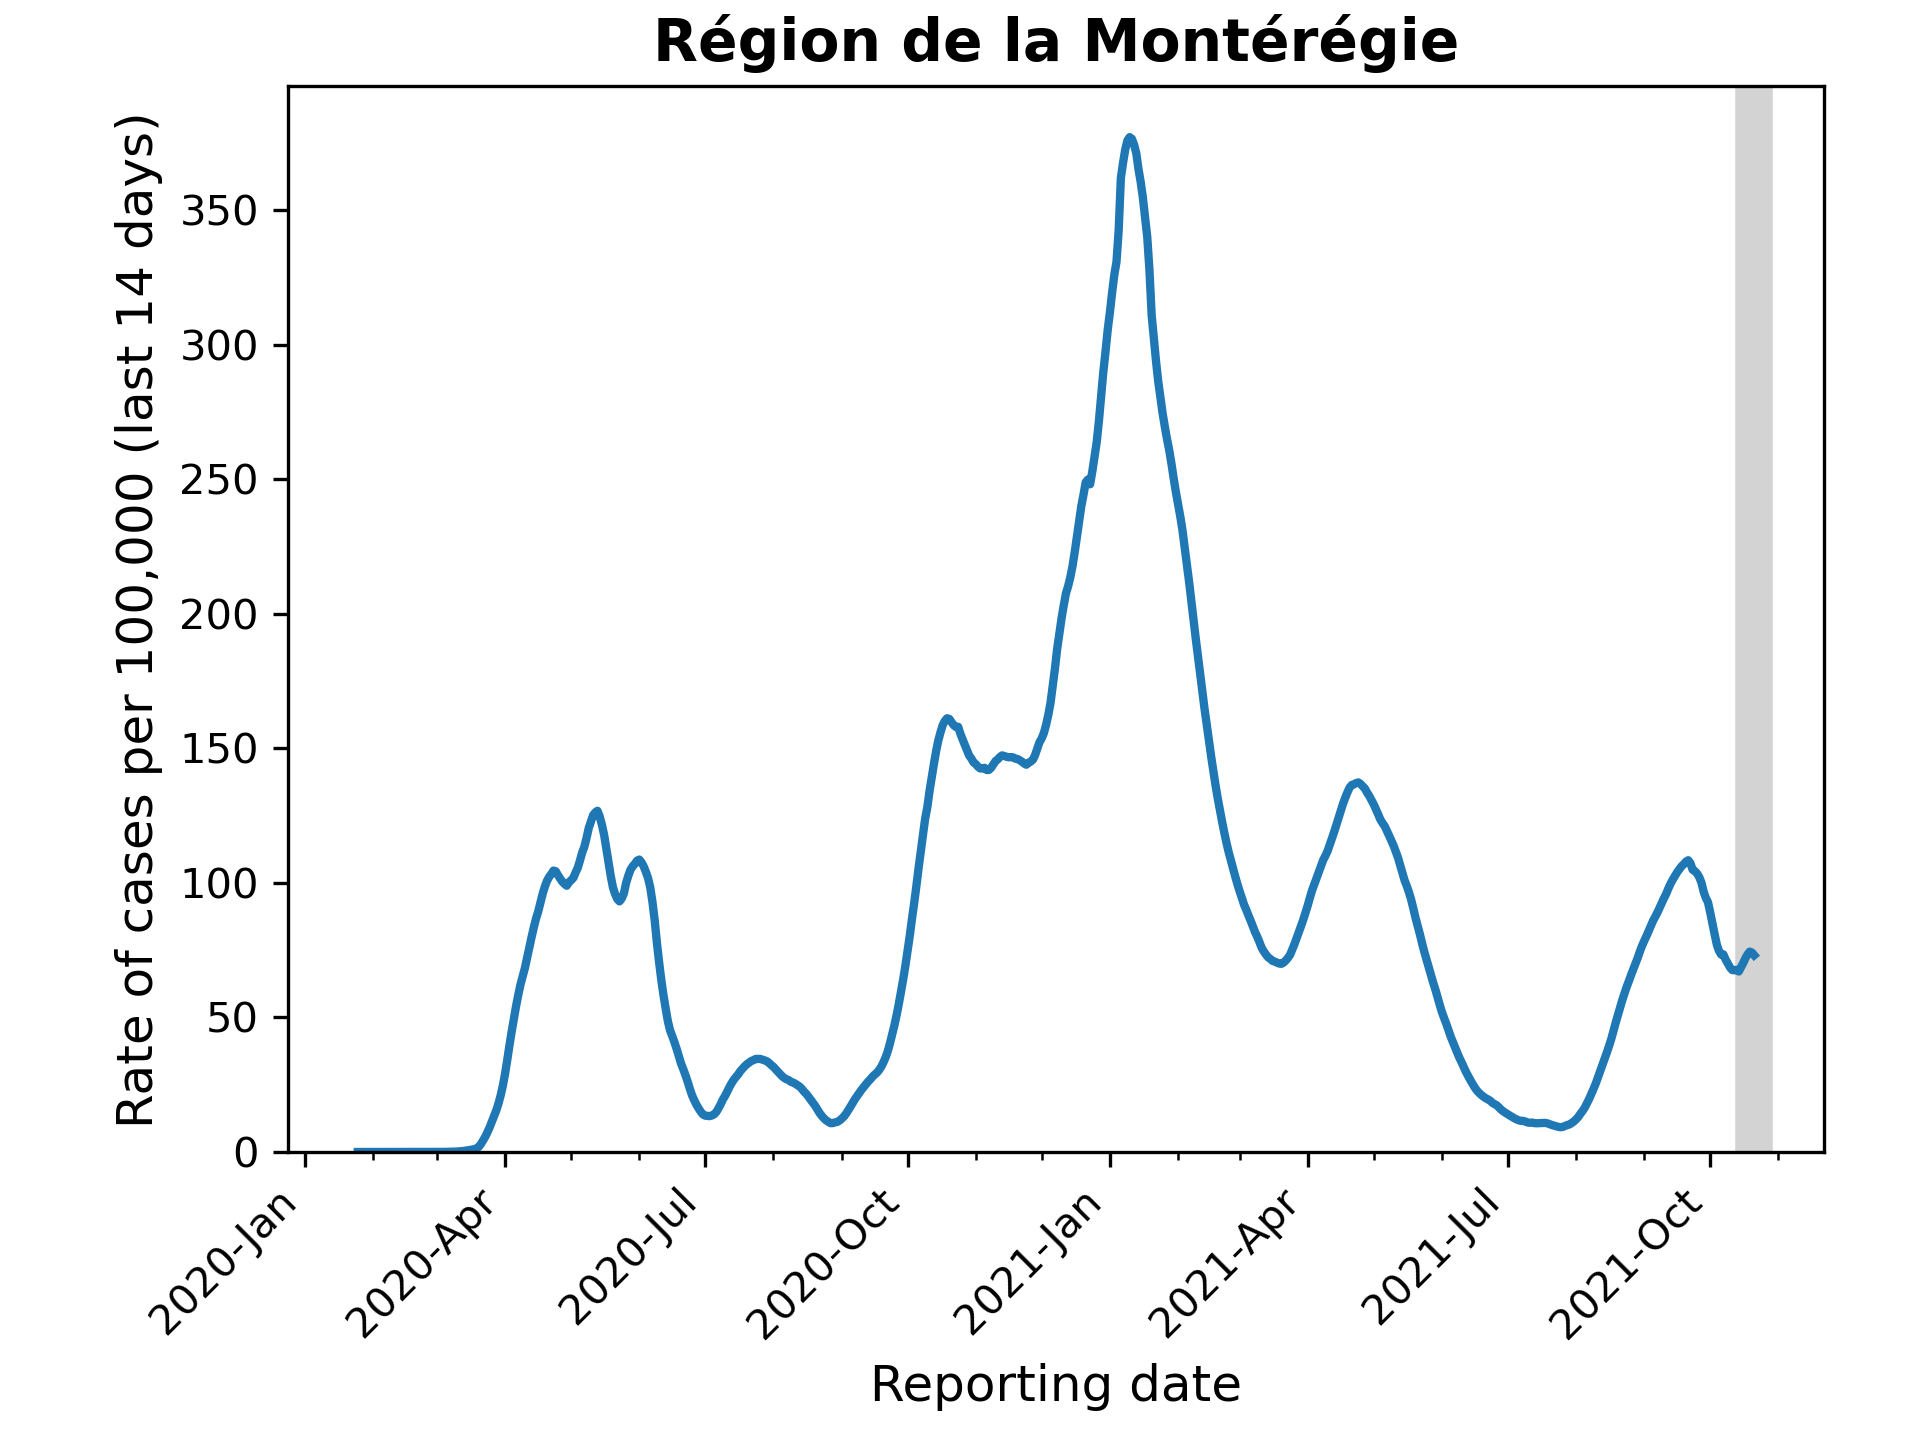 Région de la Montérégie
Rate of cases per 100,000 (last 14 days)
350
300
250
200
150
100
50
0
2020-Jan
2020-Apr
2020-Jul
2020-Oct
2021-Jan
2021-Apr
2021-Jul
2021-Oct
Reporting date